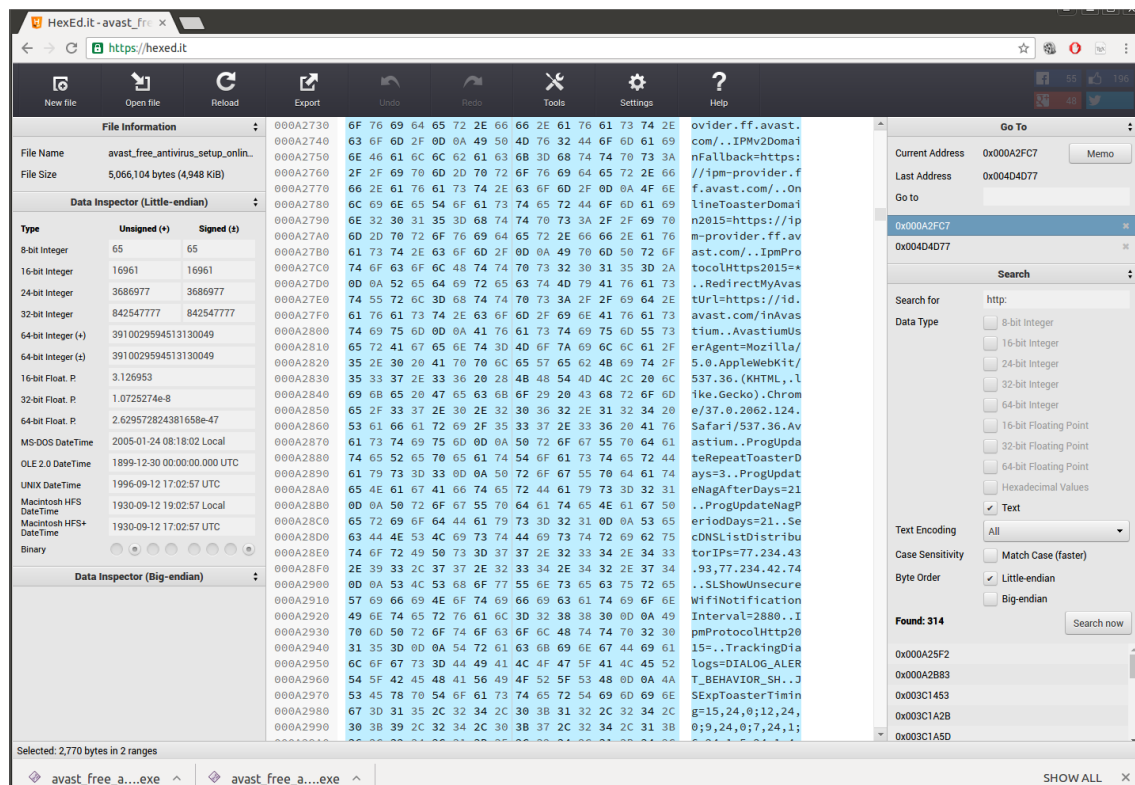 HexEd.it - avast_fre
https://hexed.it
New file Open file Reload Export Undo Redo Tools Settings Help
55 196
48
File Information
File Name avast_free_antivirus_setup_onlin...
File Size 5,066,104 bytes (4,948 KiB)
Data Inspector (Little-endian)
Type Unsigned (+) Signed (±)
8-bit Integer 65 65
16-bit Integer 16961 16961
24-bit Integer 3686977 3686977
32-bit Integer 842547777 842547777
64-bit Integer (+) 3910029594513130049
64-bit Integer (±) 3910029594513130049
16-bit Float. P. 3.126953
32-bit Float. P. 1.0725274e-8
64-bit Float. P. 2.629572824381658e-47
MS-DOS DateTime 2005-01-24 08:18:02 Local
OLE 2.0 DateTime 1899-12-30 00:00:00.000 UTC
UNIX DateTime 1996-09-12 17:02:57 UTC
Macintosh HFS DateTime 1930-09-12 19:02:57 Local
Macintosh HFS+ DateTime 1930-09-12 17:02:57 UTC
Binary
Data Inspector (Big-endian)
000A2730 6F 76 69 64 65 72 2E 66 66 2E 61 76 61 73 74 2E ovider.ff.avast.
000A2740 63 6F 6D 2F 0D 0A 49 50 4D 76 32 44 6F 6D 61 69 com/..IPMv2Domai
000A2750 6E 46 61 6C 6C 62 61 63 6B 3D 68 74 74 70 73 3A nFallback=https:
000A2760 2F 2F 69 70 6D 2D 70 72 6F 76 69 64 65 72 2E 66 //ipm-provider.f
000A2770 66 2E 61 76 61 73 74 2E 63 6F 6D 2F 0D 0A 4F 6E f.avast.com/..On
000A2780 6C 69 6E 65 54 6F 61 73 74 65 72 44 6F 6D 61 69 lineToasterDomai
000A2790 6E 32 30 31 35 3D 68 74 74 70 73 3A 2F 2F 69 70 n2015=https://ip
000A27A0 6D 2D 70 72 6F 76 69 64 65 72 2E 66 66 2E 61 76 m-provider.ff.av
000A27B0 61 73 74 2E 63 6F 6D 2F 0D 0A 49 70 6D 50 72 6F ast.com/..IpmPro
000A27C0 74 6F 63 6F 6C 48 74 74 70 73 32 30 31 35 3D 2A tocolHttps2015=*
000A27D0 0D 0A 52 65 64 69 72 65 63 74 4D 79 41 76 61 73 ..RedirectMyAvas
000A27E0 74 55 72 6C 3D 68 74 74 70 73 3A 2F 2F 69 64 2E tUrl=https://id.
000A27F0 61 76 61 73 74 2E 63 6F 6D 2F 69 6E 41 76 61 73 avast.com/inAvas
000A2800 74 69 75 6D 0D 0A 41 76 61 73 74 69 75 6D 55 73 tium..AvastiumUs
000A2810 65 72 41 67 65 6E 74 3D 4D 6F 7A 69 6C 6C 61 2F erAgent=Mozilla/
000A2820 35 2E 30 20 41 70 70 6C 65 57 65 62 4B 69 74 2F 5.0.AppleWebKit/
000A2830 35 33 37 2E 33 36 20 28 4B 48 54 4D 4C 2C 20 6C 537.36.(KHTML,.l
000A2840 69 6B 65 20 47 65 63 6B 6F 29 20 43 68 72 6F 6D ike.Gecko).Chrom
000A2850 65 2F 33 37 2E 30 2E 32 30 36 32 2E 31 32 34 20 e/37.0.2062.124.
000A2860 53 61 66 61 72 69 2F 35 33 37 2E 33 36 20 41 76 Safari/537.36.Av
000A2870 61 73 74 69 75 6D 0D 0A 50 72 6F 67 55 70 64 61 astium..ProgUpda
000A2880 74 65 52 65 70 65 61 74 54 6F 61 73 74 65 72 44 teRepeatToasterD
000A2890 61 79 73 3D 33 0D 0A 50 72 6F 67 55 70 64 61 74 ays=3..ProgUpdat
000A28A0 65 4E 61 67 41 66 74 65 72 44 61 79 73 3D 32 31 eNagAfterDays=21
000A28B0 0D 0A 50 72 6F 67 55 70 64 61 74 65 4E 61 67 50 ..ProgUpdateNagP
000A28C0 65 72 69 6F 64 44 61 79 73 3D 32 31 0D 0A 53 65 eriodDays=21..Se
000A28D0 63 44 4E 53 4C 69 73 74 44 69 73 74 72 69 62 75 cDNSListDistribu
000A28E0 74 6F 72 49 50 73 3D 37 37 2E 32 33 34 2E 34 33 torIPs=77.234.43
000A28F0 2E 39 33 2C 37 37 2E 32 33 34 2E 34 32 2E 37 34 .93,77.234.42.74
000A2900 0D 0A 53 4C 53 68 6F 77 55 6E 73 65 63 75 72 65 ..SLShowUnsecure
000A2910 57 69 66 69 4E 6F 74 69 66 69 63 61 74 69 6F 6E WifiNotification
000A2920 49 6E 74 65 72 76 61 6C 3D 32 38 38 30 0D 0A 49 Interval=2880..I
000A2930 70 6D 50 72 6F 74 6F 63 6F 6C 48 74 74 70 32 30 pmProtocolHttp20
000A2940 31 35 3D 0D 0A 54 72 61 63 6B 69 6E 67 44 69 61 15=..TrackingDia
000A2950 6C 6F 67 73 3D 44 49 41 4C 4F 47 5F 41 4C 45 52 logs=DIALOG_ALER
000A2960 54 5F 42 45 48 41 56 49 4F 52 5F 53 48 0D 0A 4A T_BEHAVIOR_SH..J
000A2970 53 45 78 70 54 6F 61 73 74 65 72 54 69 6D 69 6E SExpToasterTimin
000A2980 67 3D 31 35 2C 32 34 2C 30 3B 31 32 2C 32 34 2C g=15,24,0;12,24,
000A2990 30 3B 39 2C 32 34 2C 30 3B 37 2C 32 34 2C 31 3B 0;9,24,0;7,24,1;
Go To
Current Address 0x000A2FC7 Memo
Last Address 0x004D4D77
Go to
0x000A2FC7
0x004D4D77
Search
Search for http:
Data Type 8-bit Integer
16-bit Integer
24-bit Integer
32-bit Integer
64-bit Integer
16-bit Floating Point
32-bit Floating Point
64-bit Floating Point
Hexadecimal Values
Text
Text Encoding All
Case Sensitivity Match Case (faster)
Byte Order Little-endian
Big-endian
Found: 314 Search now
0x000A25F2
0x000A2B83
0x003C1453
0x003C1A2B
0x003C1A5D
Selected: 2,770 bytes in 2 ranges
avast_free_a....exe avast_free_a....exe SHOW ALL